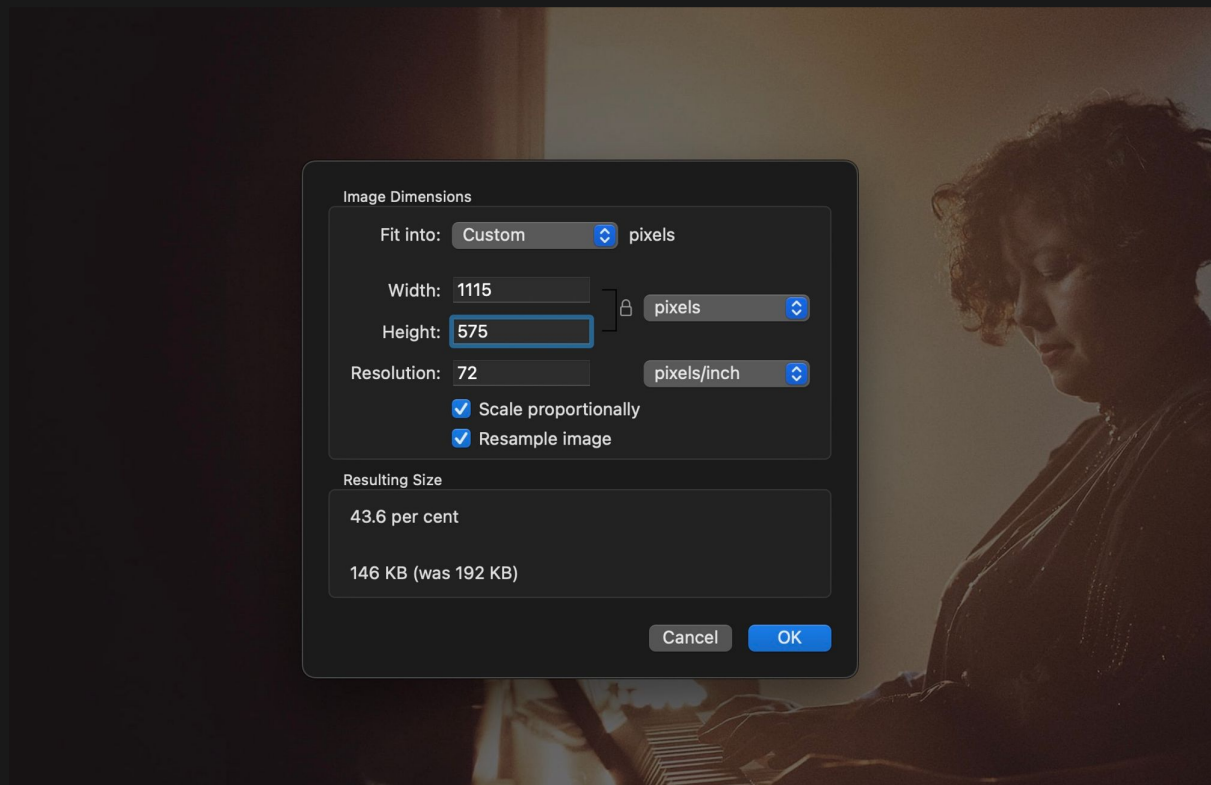 Image Dimensions
Fit into: Custom pixels
Width: 1115
pixels
Height: 575
Resolution: 72 pixels/inch
Scale proportionally
Resample image
Resulting Size
43.6 per cent
146 KB (was 192 KB)
Cancel OK